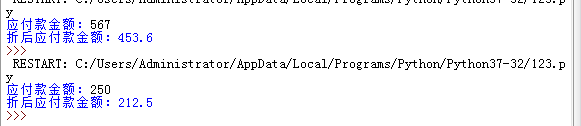 RESTART: C:/Users/Administrator/AppData/Local/Programs/Python/Python37-32/123.p
y
应付款金额：567
折后应付款金额：453.6
>>>
RESTART: C:/Users/Administrator/AppData/Local/Programs/Python/Python37-32/123.p
y
应付款金额：250
折后应付款金额：212.5
>>>